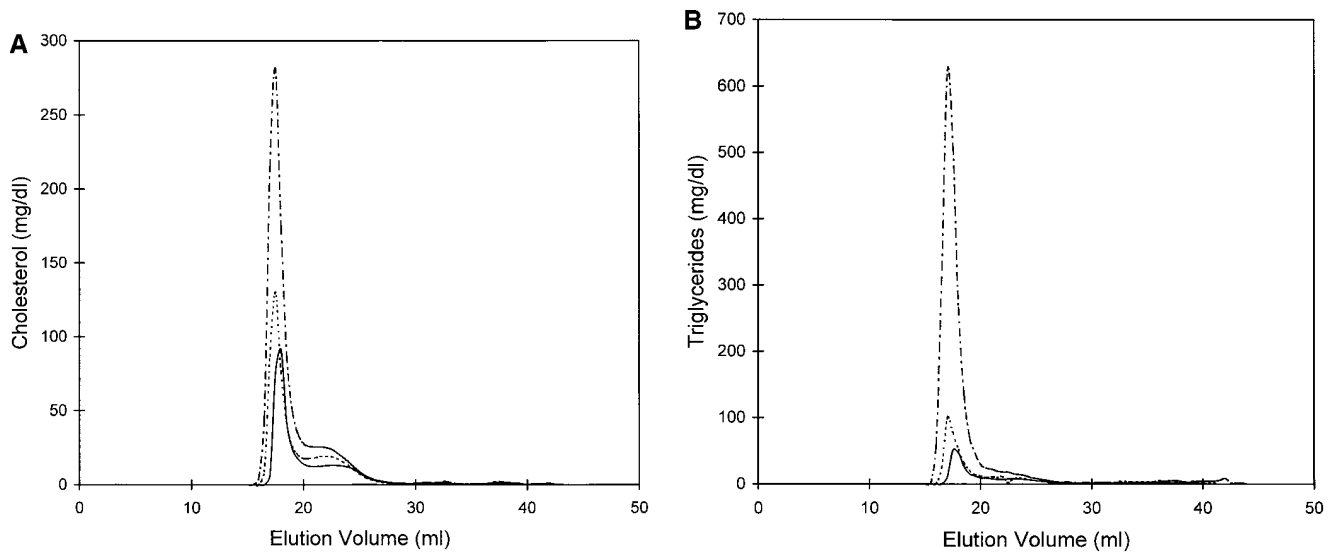 A
300
250
200
150
100
50
0
Cholesterol (mg/dl)
0 10 20 30 40 50
Elution Volume (ml)
B
700
600
500
400
300
200
100
0
Triglycerides (mg/dl)
0 10 20 30 40 50
Elution Volume (ml)